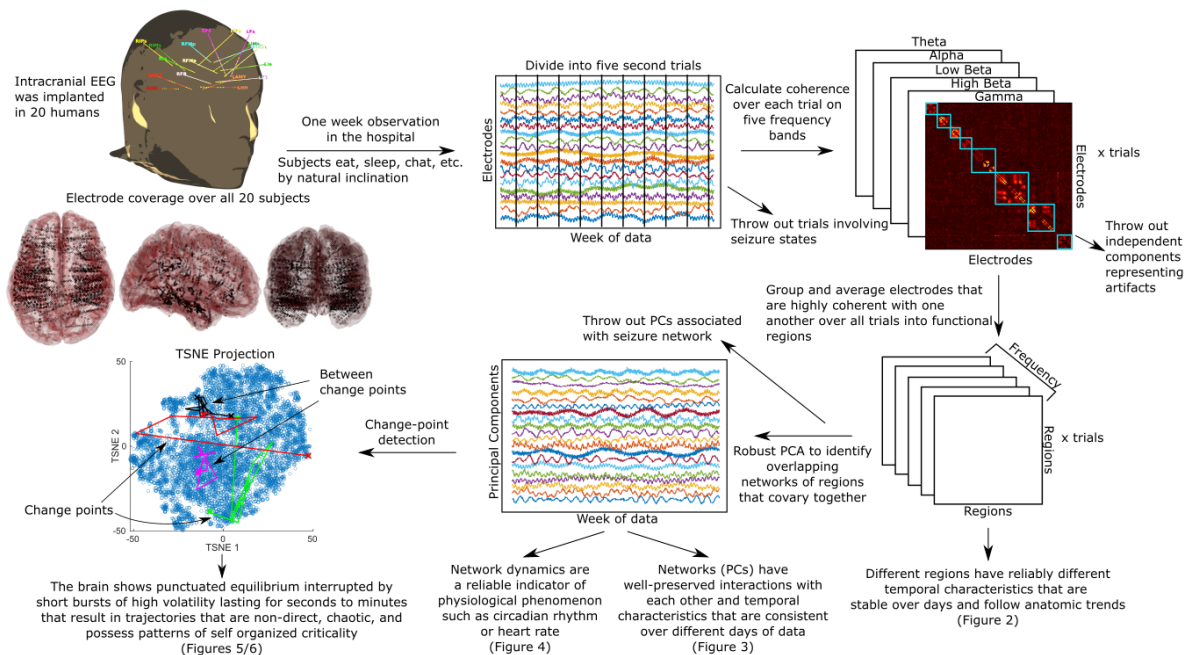 Intracranial EEG
was implanted
in 20 humans
One week observation
in the hospital
Subjects eat, sleep, chat, etc.
by natural inclination
Electrode coverage over all 20 subjects
Divide into five second trials
Electrodes
Week of data
Calculate coherence
over each trial on
five frequency
bands
Throw out trials involving
seizure states
Theta
Alpha
Low Beta
High Beta
Gamma
Electrodes
x trials
Electrodes
Throw out
independent
components
representing
artifacts
Group and average electrodes that
are highly coherent with one
another over all trials into functional
regions
Frequency
Regions
x trials
Regions
Different regions have reliably different
temporal characteristics that are
stable over days and follow anatomic trends
(Figure 2)
Robust PCA to identify
overlapping
networks of regions
that covary together
Throw out PCs associated
with seizure network
Principal Components
Week of data
Networks (PCs) have
well-preserved interactions with
each other and temporal
characteristics that are consistent
over different days of data
(Figure 3)
Network dynamics are
a reliable indicator of
physiological phenomenon
such as circadian rhythm
or heart rate
(Figure 4)
Change-point
detection
TSNE Projection
Between
change points
Change points
50
0
-50
TSNE 2
-50
0
50
TSNE 1
The brain shows punctuated equilibrium interrupted by
short bursts of high volatility lasting for seconds to minutes
that result in trajectories that are non-direct, chaotic, and
possess patterns of self organized criticality
(Figures 5/6)